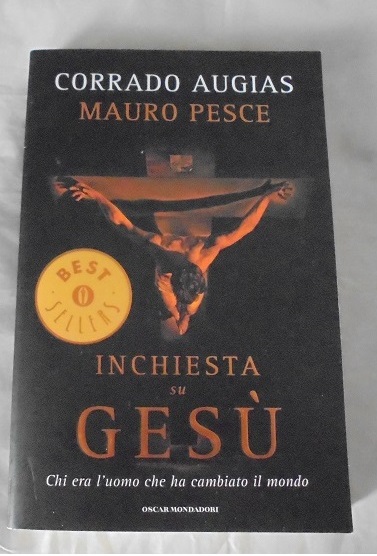 CORRADO AUGIAS
MAURO PESCE
BEST
SELLERS
INCHIESTA
su
GESÙ
Chi era l'uomo che ha cambiato il mondo
OSCAR MONDADORI